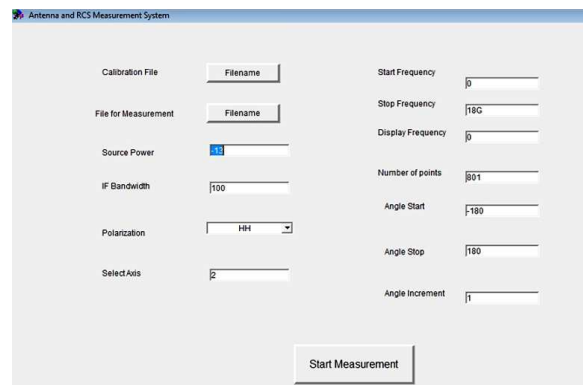 Antenna and RCS Measurement System
Calibration File Filename
File for Measurement Filename
Source Power -13
IF Bandwidth 100
Polarization HH
Select Axis 2
Start Frequency 0
Stop Frequency 18G
Display Frequency 0
Number of points 801
Angle Start -180
Angle Stop 180
Angle Increment 1
Start Measurement